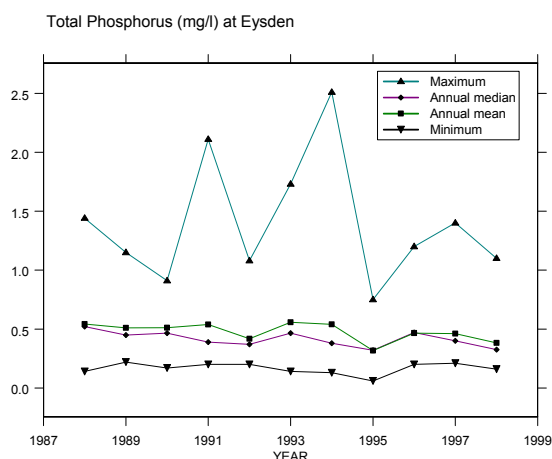 Total Phosphorus (mg/l) at Eysden
Maximum
Annual median
Annual mean
Minimum
2.5
2.0
1.5
1.0
0.5
0.0
1987 1989 1991 1993 1995 1997 1999
YEAR